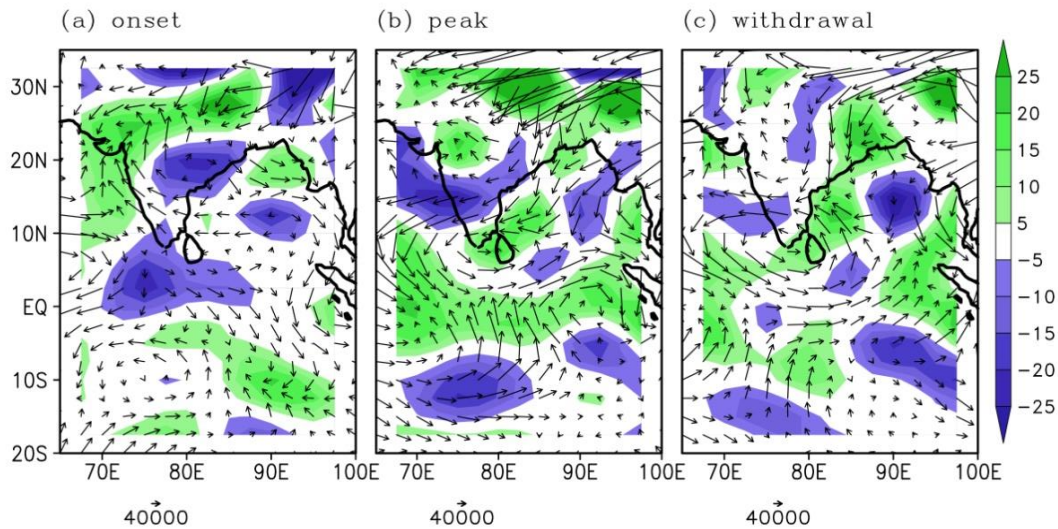 (a) onset (b) peak (c) withdrawal
30N
20N
10N
EQ
10S
20S
70E 80E 90E 100E 70E 80E 90E 100E 70E 80E 90E 100E
40000 40000 40000
25
20
15
10
5
-5
-10
-15
-20
-25